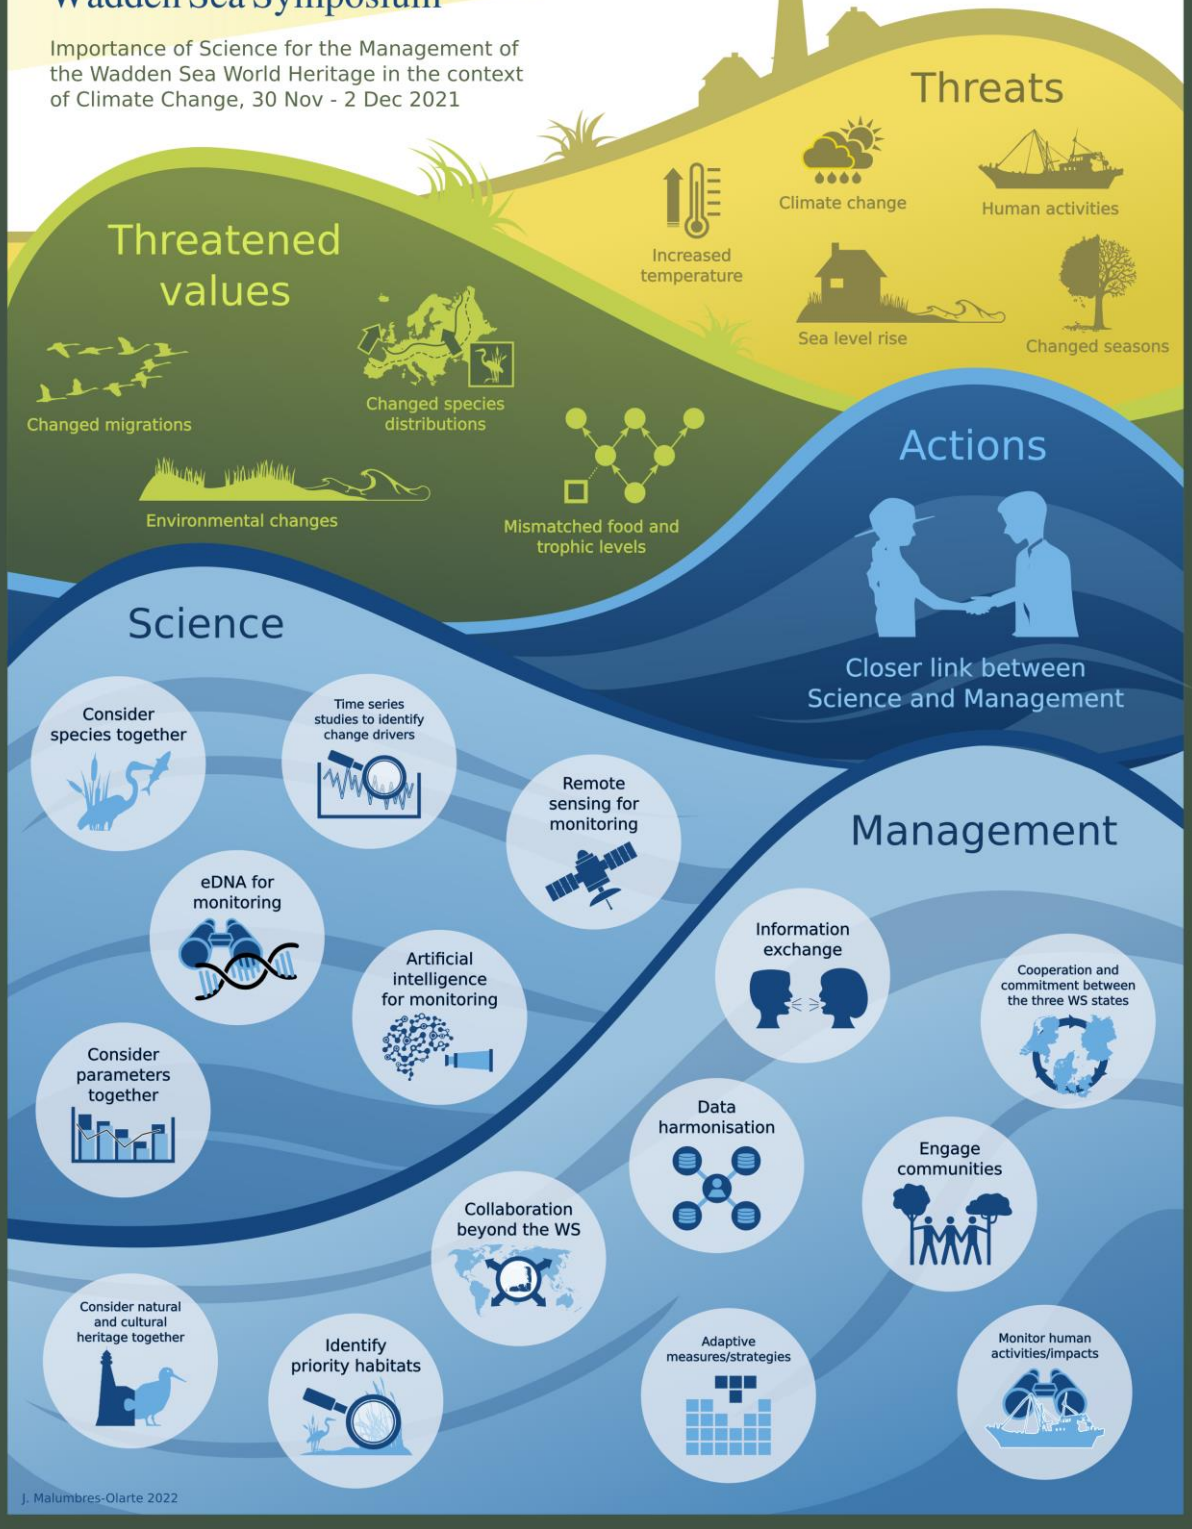 Wadden Sea Symposium
Importance of Science for the Management of
the Wadden Sea World Heritage in the context
of Climate Change, 30 Nov - 2 Dec 2021
Threats
Climate change
Human activities
Increased
temperature
Sea level rise
Changed seasons
Threatened
values
Changed migrations
Changed species
distributions
Environmental changes
Mismatched food and
trophic levels
Actions
Closer link between
Science and Management
Science
Consider
species together
Time series
studies to identify
change drivers
Remote
sensing for
monitoring
eDNA for
monitoring
Artificial
intelligence
for monitoring
Consider
parameters
together
Management
Information
exchange
Cooperation and
commitment between
the three WS states
Data
harmonisation
Engage
communities
Collaboration
beyond the WS
Consider natural
and cultural
heritage together
Identify
priority habitats
Adaptive
measures/strategies
Monitor human
activities/impacts
J. Malumbres-Olarte 2022